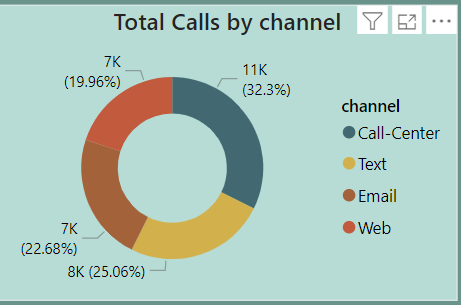 Total Calls by channel
7K
(19.96%)
11K
(32.3%)
7K
(22.68%)
8K (25.06%)
channel
Call-Center
Text
Email
Web